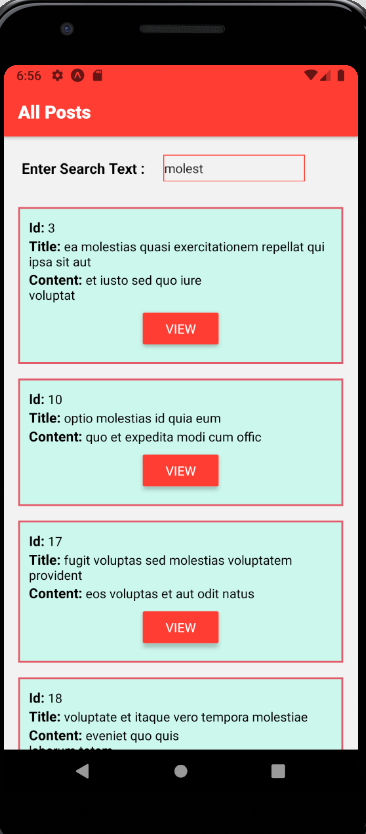 6:56
All Posts
Enter Search Text :
molest
Id: 3
Title: ea molestias quasi exercitationem repellat qui
ipsa sit aut
Content: et iusto sed quo iure
voluptat
VIEW
Id: 10
Title: optio molestias id quia eum
Content: quo et expedita modi cum offic
VIEW
Id: 17
Title: fugit voluptas sed molestias voluptatem
provident
Content: eos voluptas et aut odit natus
VIEW
Id: 18
Title: voluptate et itaque vero tempora molestiae
Content: eveniet quo quis